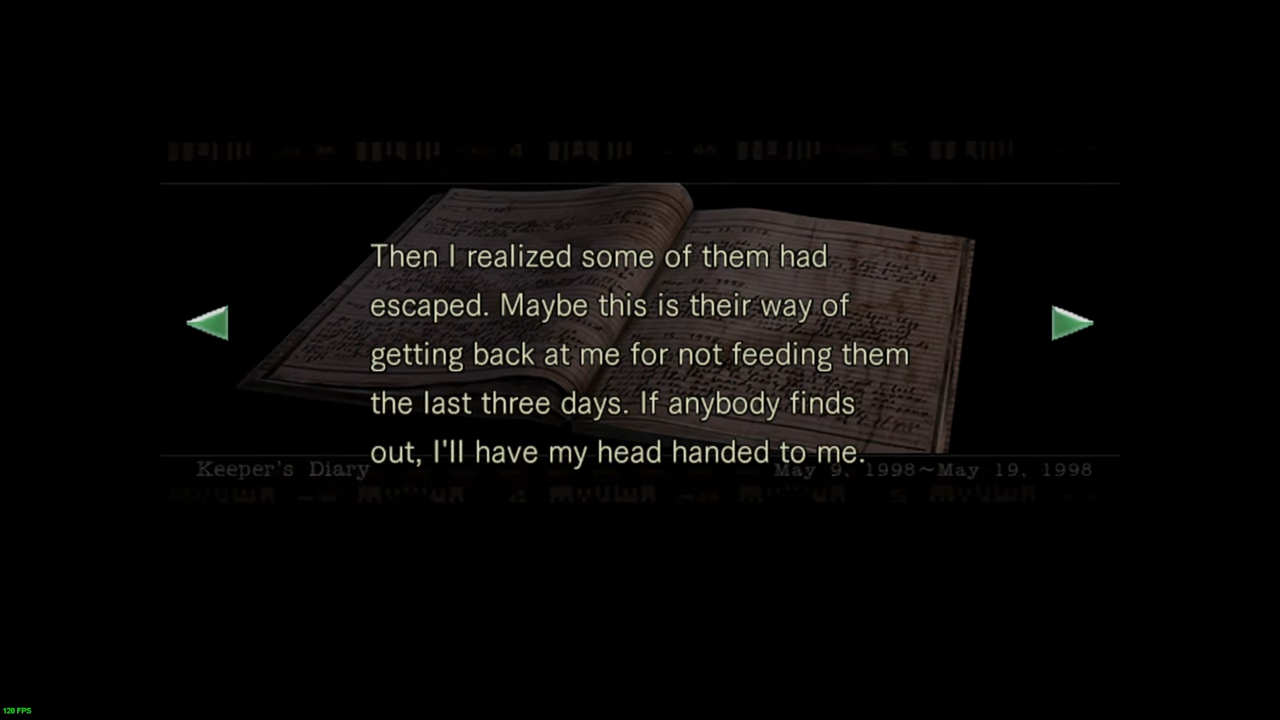 Then I realized some of them had
escaped. Maybe this is their way of
getting back at me for not feeding them
the last three days. If anybody finds
out, I'll have my head handed to me.
Keeper's Diary
May 9, 1998~May 19, 1998
120 FPS